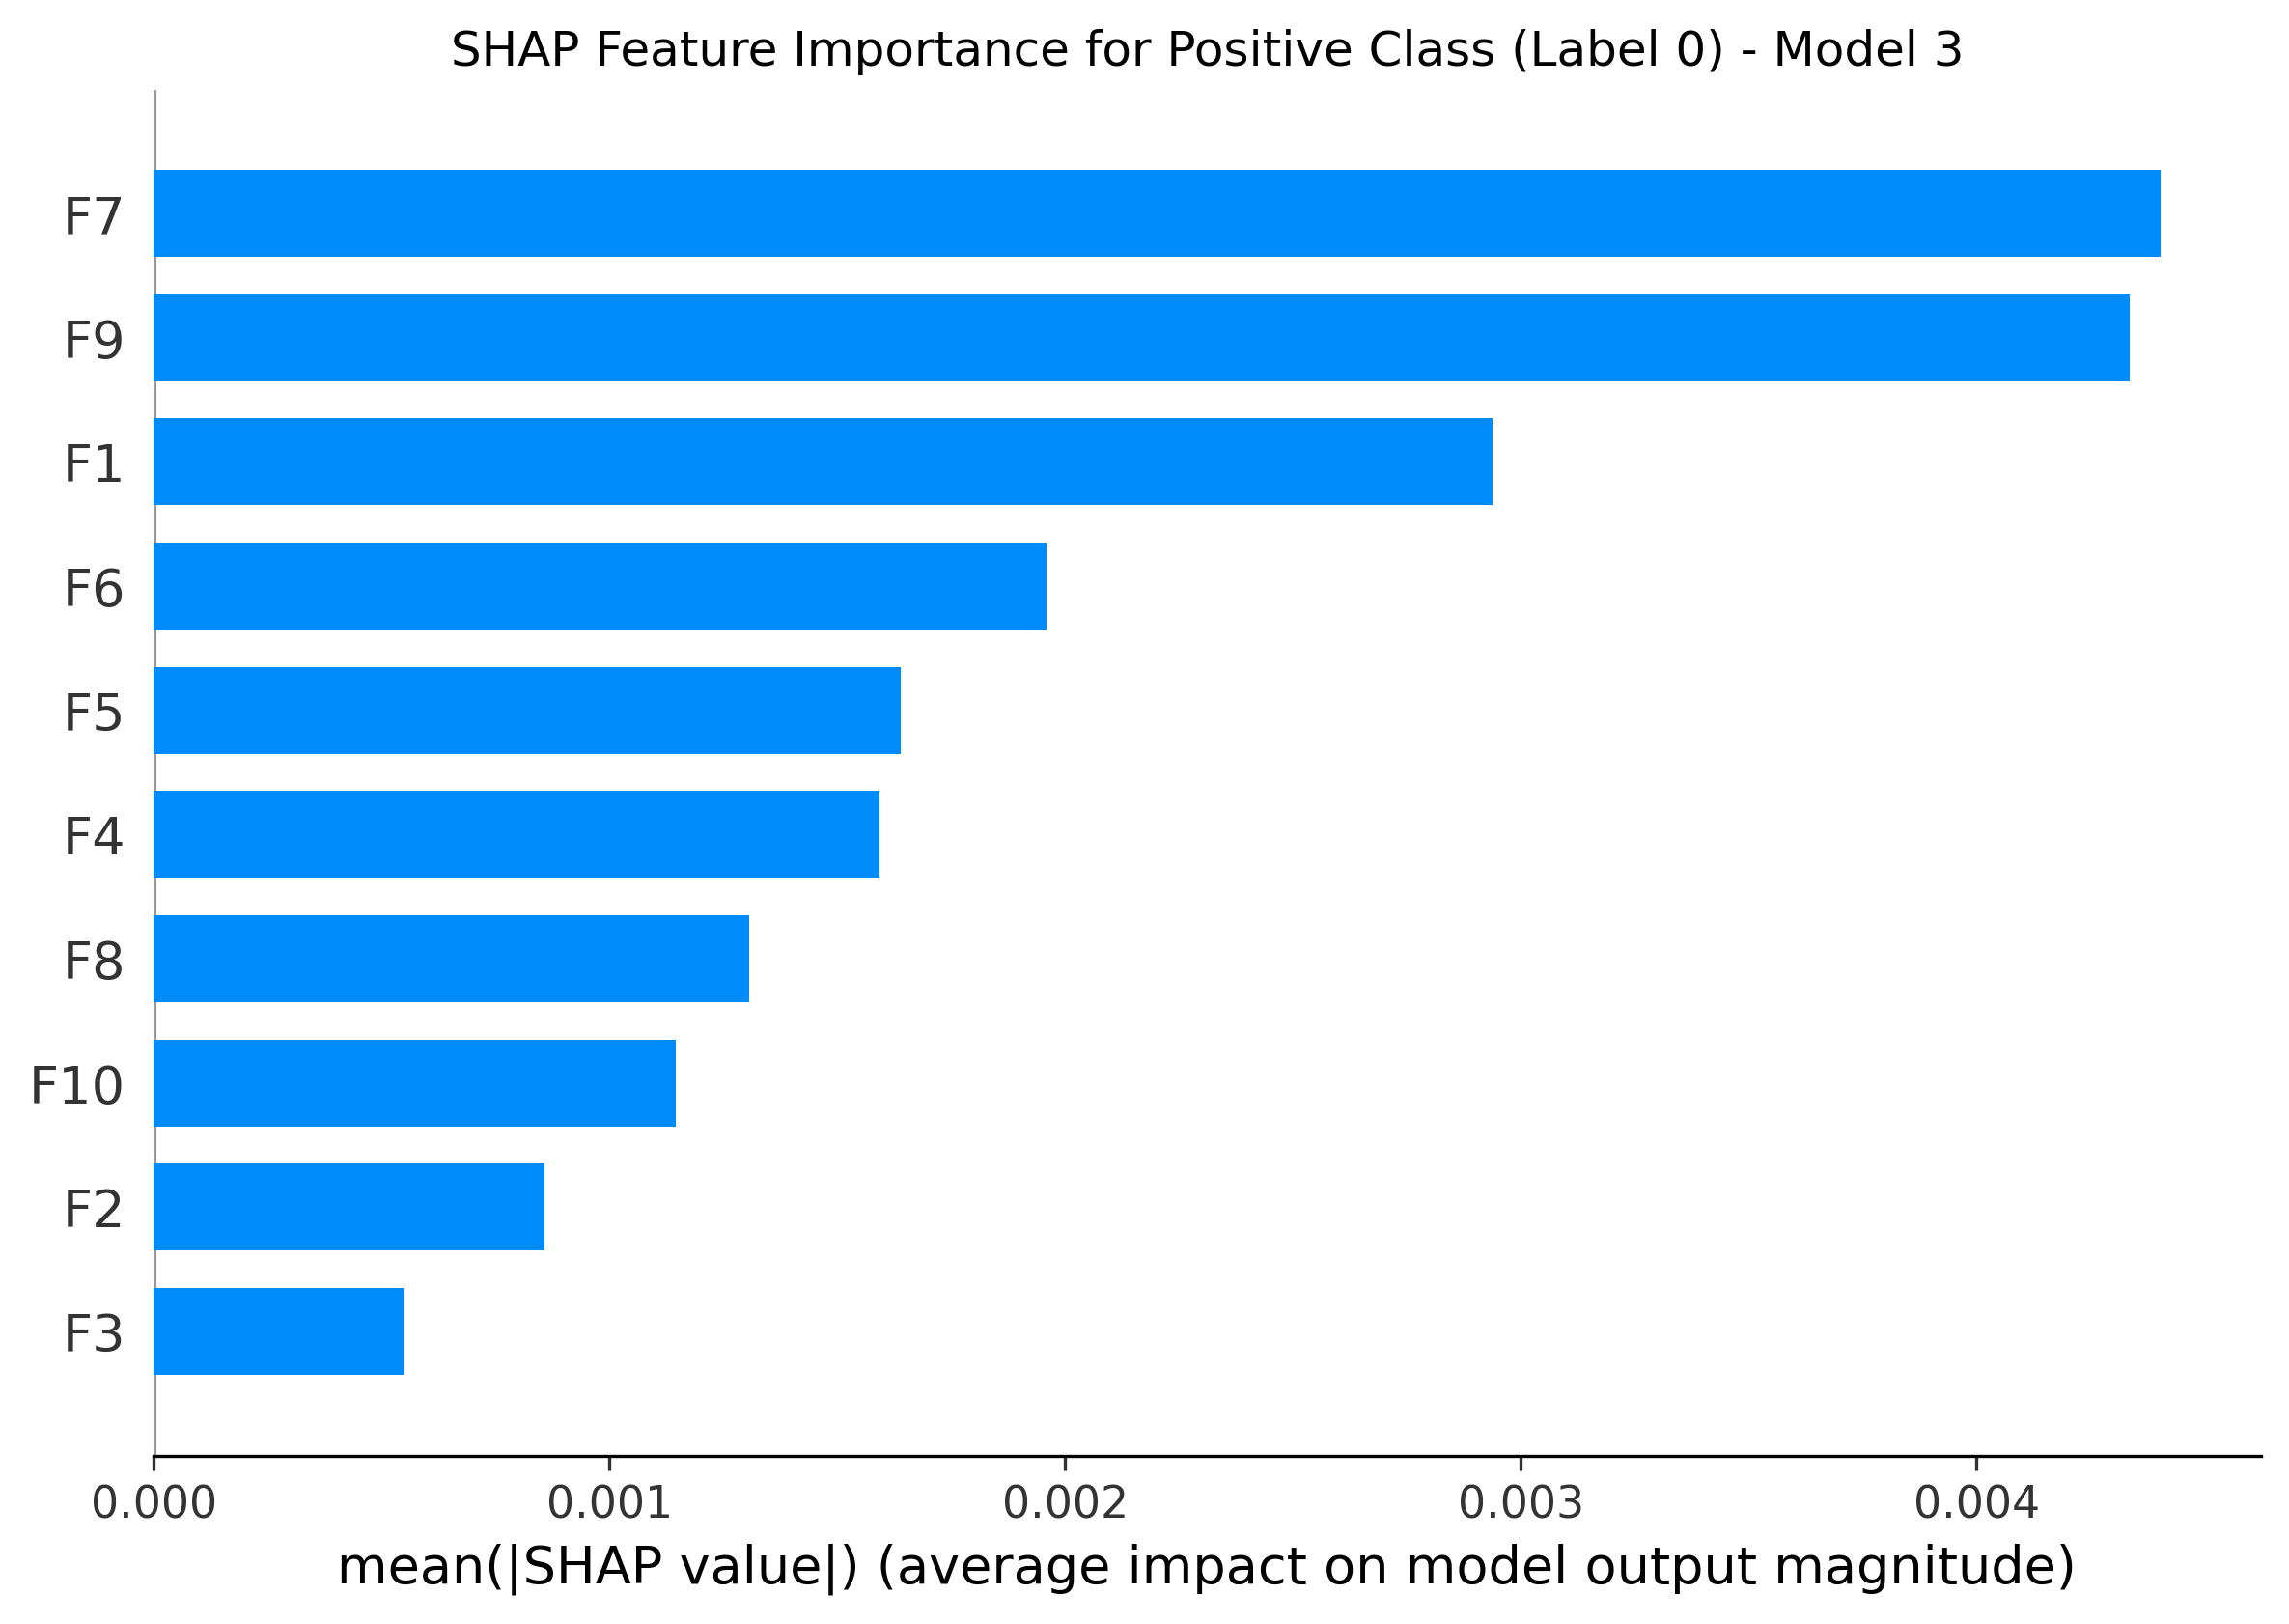 SHAP Feature Importance for Positive Class (Label 0) - Model 3
F7
F9
F1
F6
F5
F4
F8
F10
F2
F3
0.000 0.001 0.002 0.003 0.004
mean(|SHAP value|) (average impact on model output magnitude)